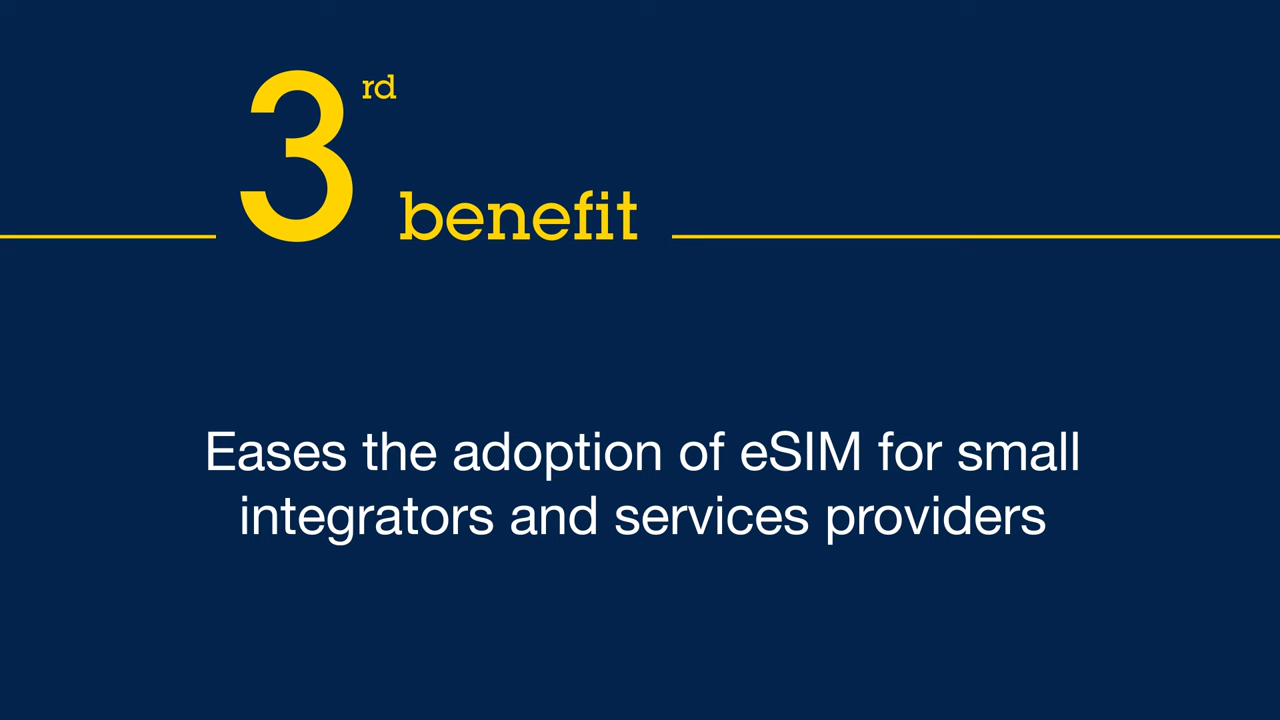 3rd benefit
Eases the adoption of eSIM for small
integrators and services providers